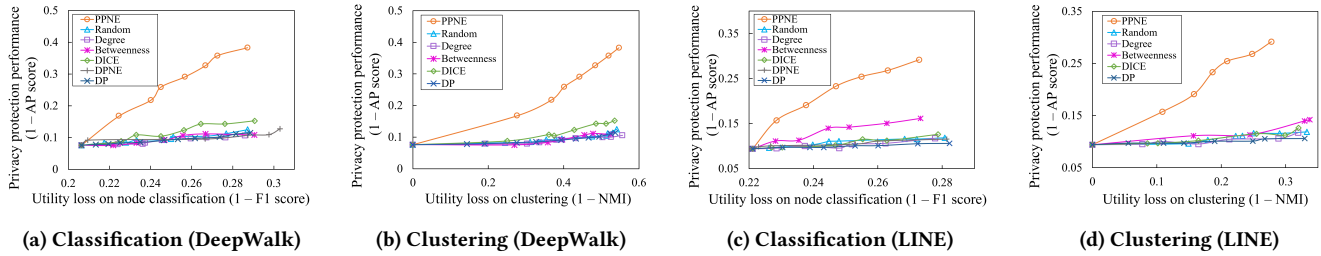 Privacy protection performance
(1 – AP score)
0.5
0.4
0.3
0.2
0.1
0
PPNE
Random
Degree
Betweenness
DICE
DPNE
DP
0.2
0.22
0.24
0.26
0.28
0.3
Utility loss on node classification (1 – F1 score)
(a) Classification (DeepWalk)
Privacy protection performance
(1 – AP score)
0.5
0.4
0.3
0.2
0.1
0
PPNE
Random
Degree
Betweenness
DICE
DP
0
0.2
0.4
0.6
Utility loss on clustering (1 – NMI)
(b) Clustering (DeepWalk)
Privacy protection performance
(1 – AP score)
0.35
0.25
0.15
0.05
PPNE
Random
Degree
Betweenness
DICE
DP
0.22
0.24
0.26
0.28
Utility loss on node classification (1 – F1 score)
(c) Classification (LINE)
Privacy protection performance
(1 – AP score)
0.35
0.25
0.15
0.05
PPNE
Random
Degree
Betweenness
DICE
DP
0
0.1
0.2
0.3
Utility loss on clustering (1 – NMI)
(d) Clustering (LINE)